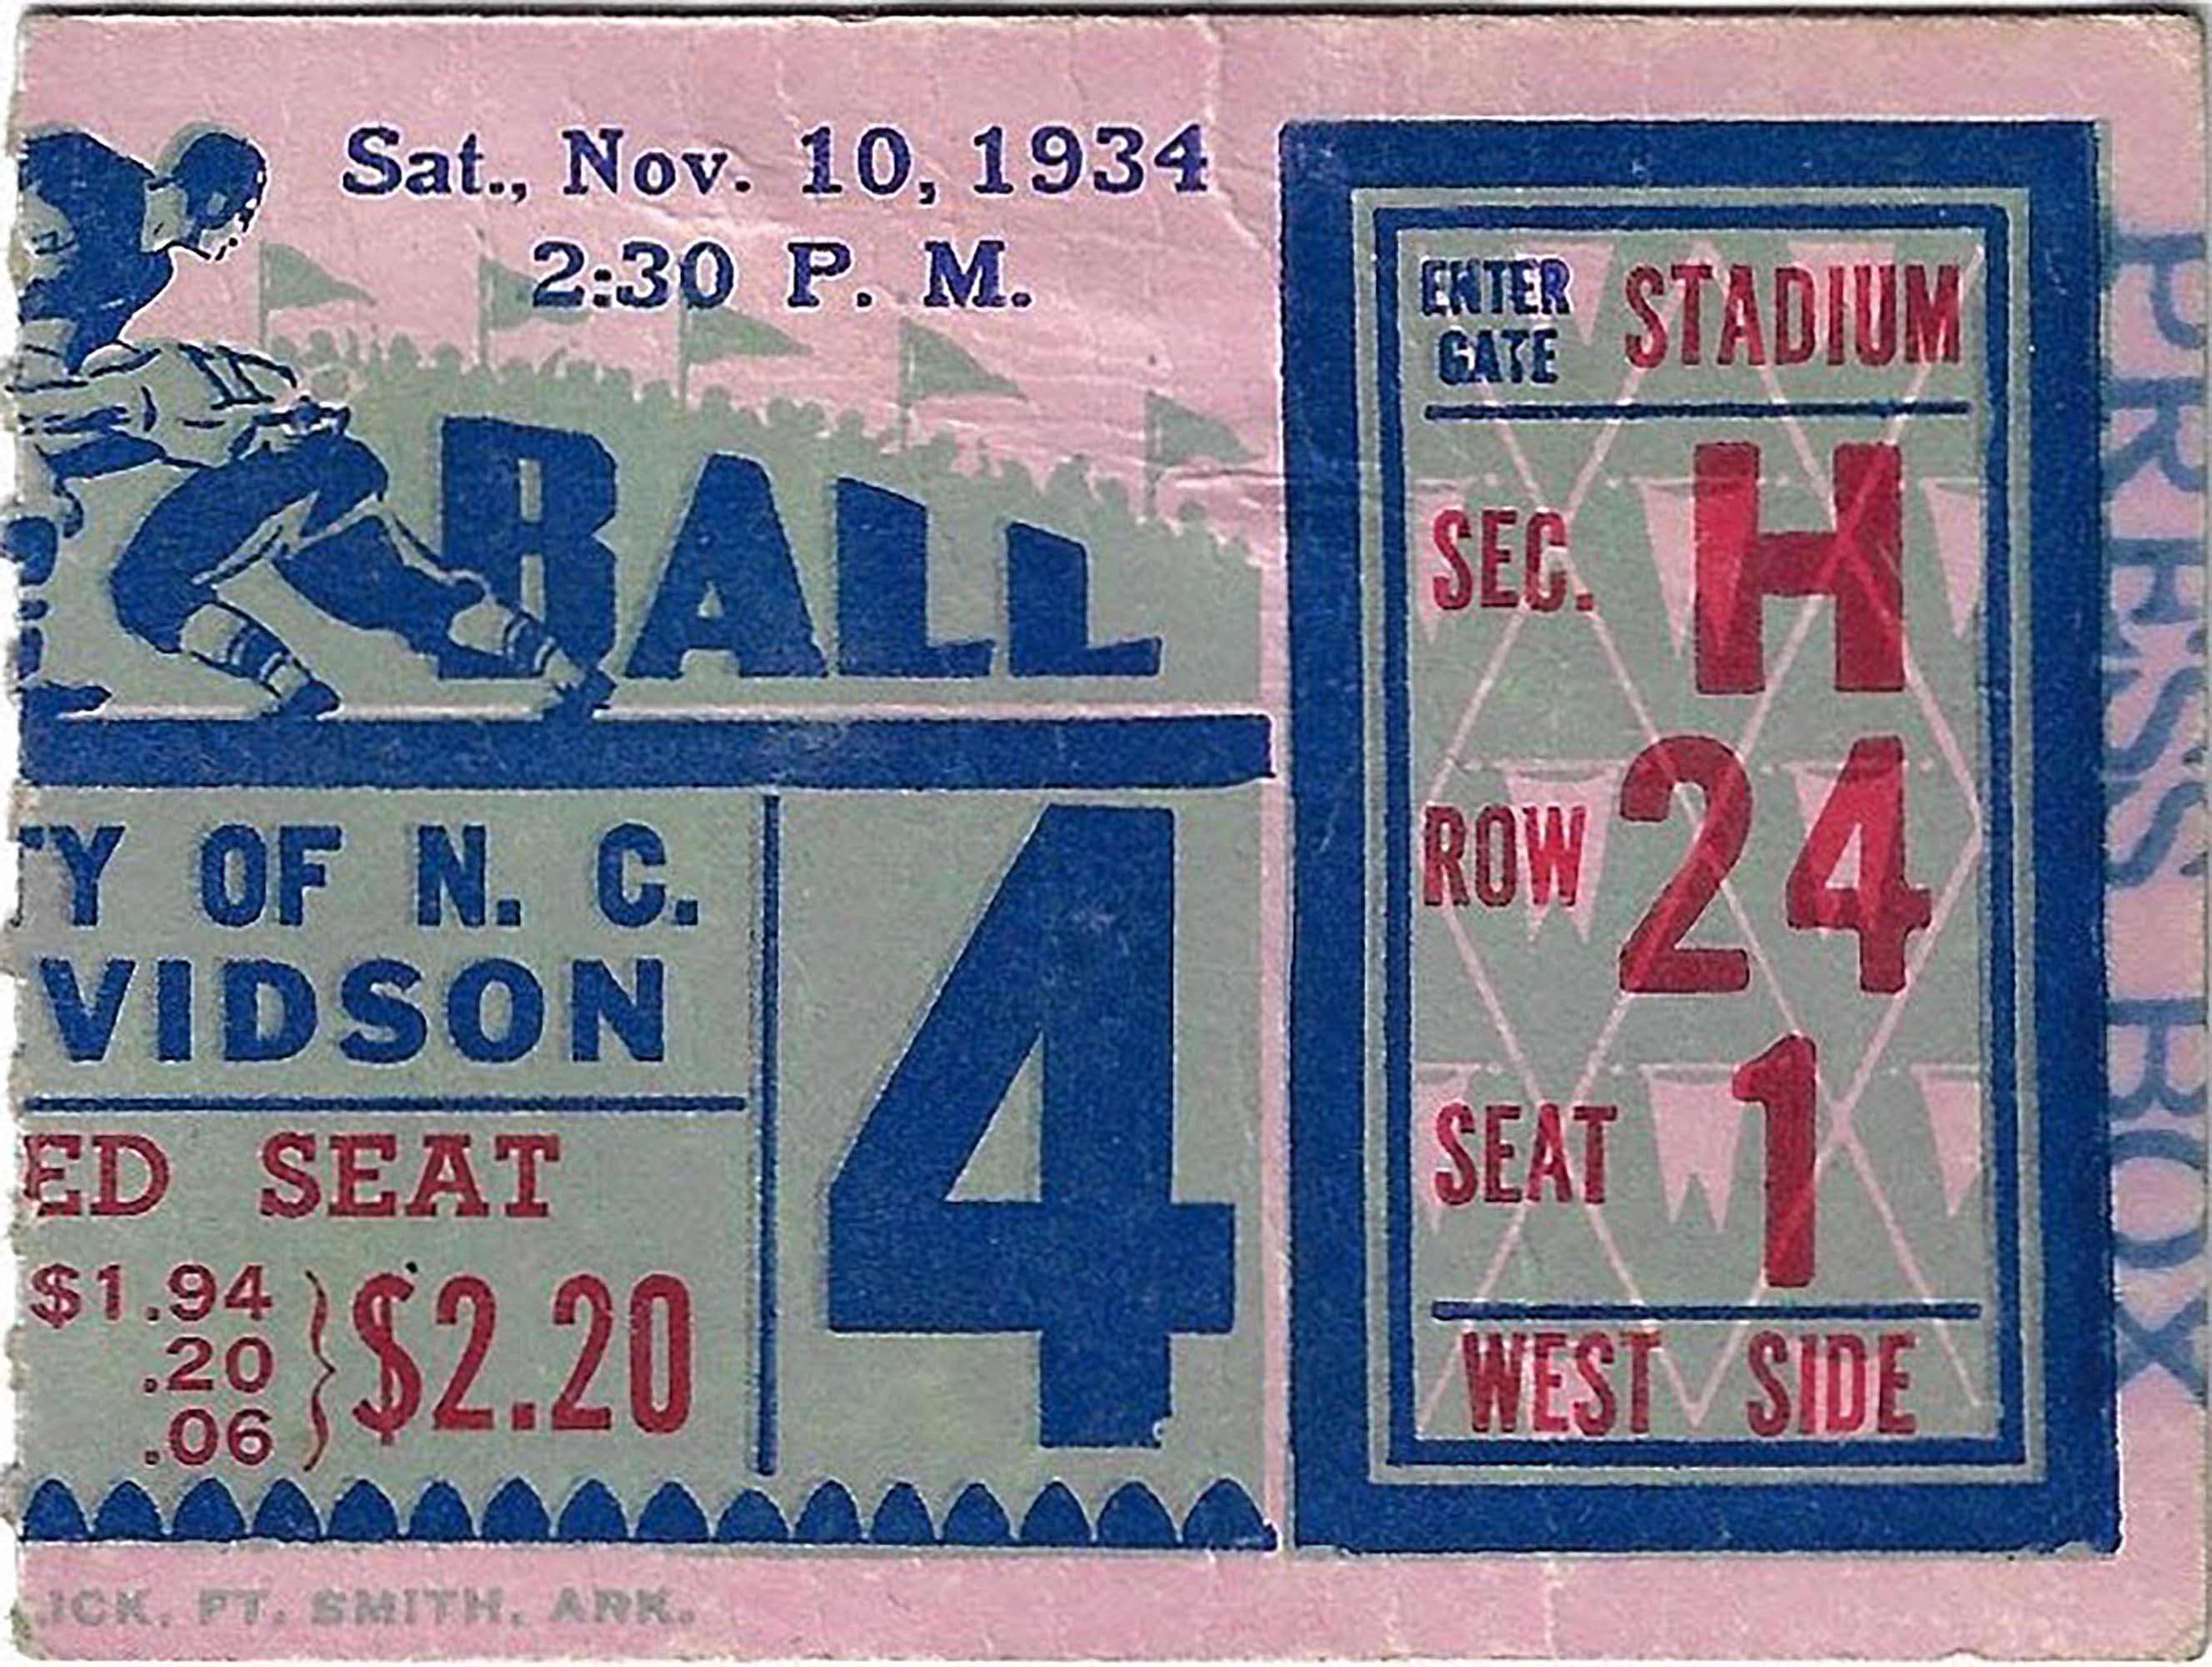 Sat., Nov. 10, 1934
2:30 P. M.
BALL
TY OF N. C.
VIDSON
ED SEAT
$1.94
.20
.06
$2.20
4
ENTER GATE STADIUM
SEC. H
ROW 24
SEAT 1
WEST SIDE
PRESS BOX
ICK, FT. SMITH, ARK.